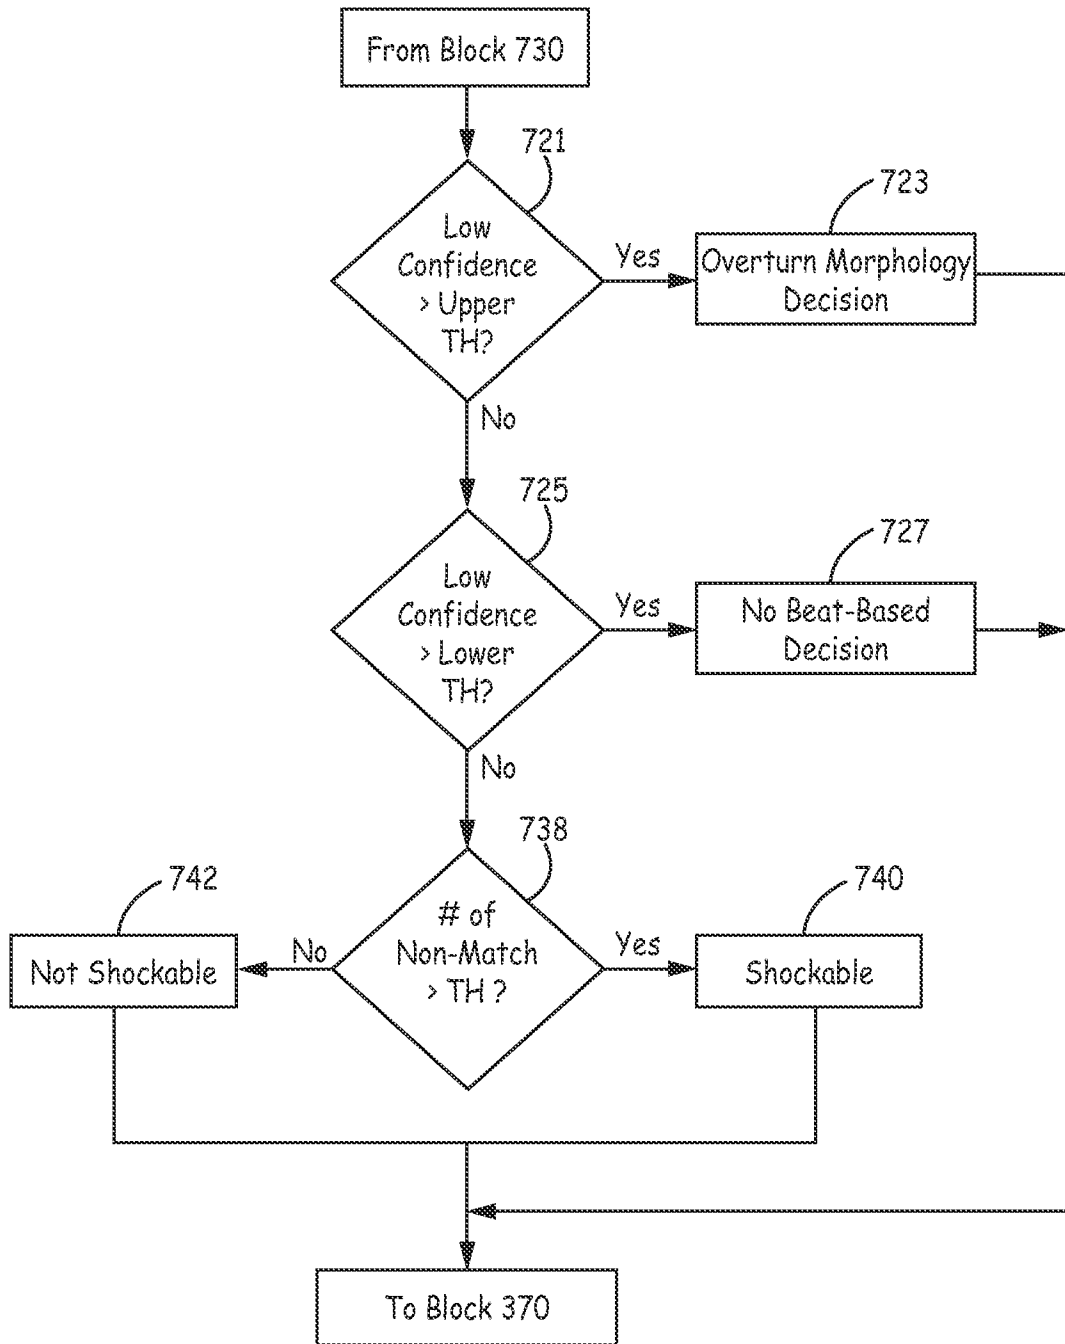 From Block 730
721
Low
Confidence
> Upper
TH?
Yes
723
Overturn Morphology
Decision
No
725
Low
Confidence
> Lower
TH?
Yes
727
No Beat-Based
Decision
No
738
# of
Non-Match
> TH ?
No
742
Not Shockable
Yes
740
Shockable
To Block 370